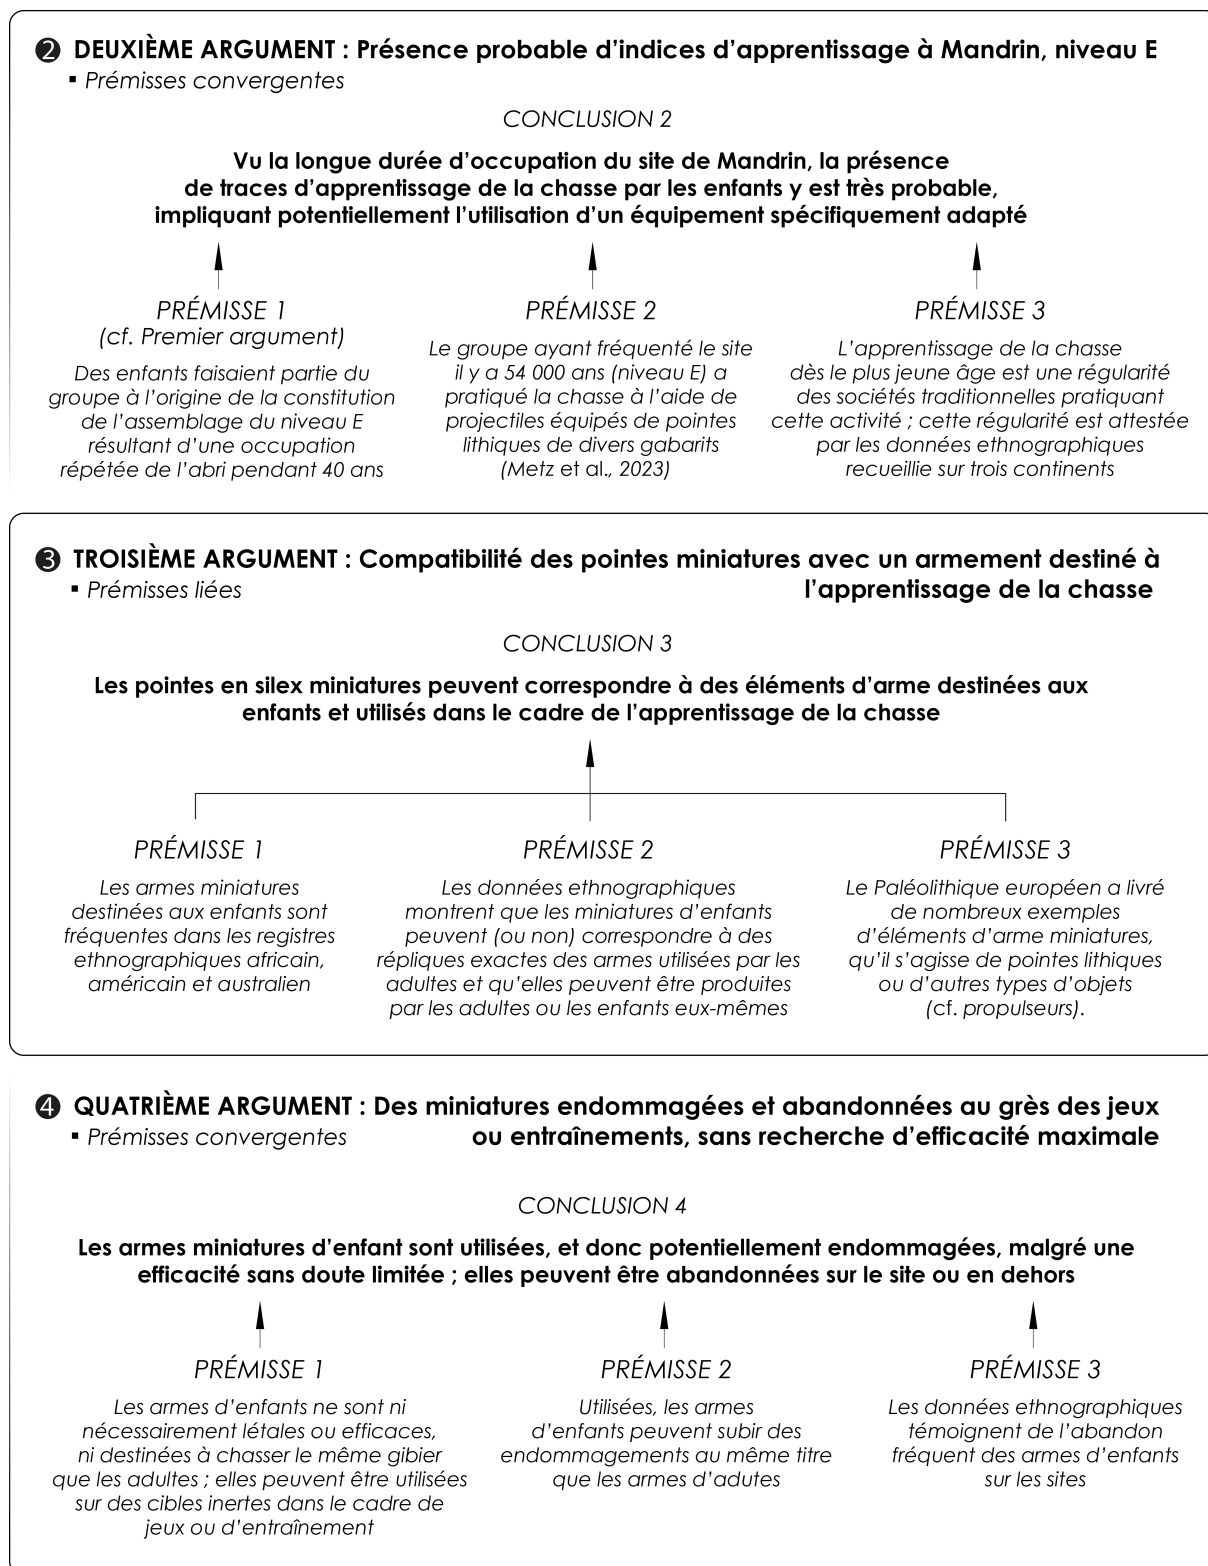 ❷ DEUXIÈME ARGUMENT : Présence probable d’indices d’apprentissage à Mandrin, niveau E
▪ Prémisses convergentes
CONCLUSION 2
Vu la longue durée d’occupation du site de Mandrin, la présence
de traces d’apprentissage de la chasse par les enfants y est très probable,
impliquant potentiellement l’utilisation d’un équipement spécifiquement adapté
PRÉMISSE 1
(cf. Premier argument)
Des enfants faisaient partie du
groupe à l’origine de la constitution
de l’assemblage du niveau E
résultant d’une occupation
répétée de l’abri pendant 40 ans
PRÉMISSE 2
Le groupe ayant fréquenté le site
il y a 54 000 ans (niveau E) a
pratiqué la chasse à l’aide de
projectiles équipés de pointes
lithiques de divers gabarits
(Metz et al., 2023)
PRÉMISSE 3
L’apprentissage de la chasse
dès le plus jeune âge est une régularité
des sociétés traditionnelles pratiquant
cette activité ; cette régularité est attestée
par les données ethnographiques
recueillie sur trois continents
❸ TROISIÈME ARGUMENT : Compatibilité des pointes miniatures avec un armement destiné à
▪ Prémisses liées
l’apprentissage de la chasse
CONCLUSION 3
Les pointes en silex miniatures peuvent correspondre à des éléments d’arme destinées aux
enfants et utilisés dans le cadre de l’apprentissage de la chasse
PRÉMISSE 1
Les armes miniatures
destinées aux enfants sont
fréquentes dans les registres
ethnographiques africain,
américain et australien
PRÉMISSE 2
Les données ethnographiques
montrent que les miniatures d’enfants
peuvent (ou non) correspondre à des
répliques exactes des armes utilisées par les
adultes et qu’elles peuvent être produites
par les adultes ou les enfants eux-mêmes
PRÉMISSE 3
Le Paléolithique européen a livré
de nombreux exemples
d’éléments d’arme miniatures,
qu’il s’agisse de pointes lithiques
ou d’autres types d’objets
(cf. propulseurs).
❹ QUATRIÈME ARGUMENT : Des miniatures endommagées et abandonnées au grès des jeux
▪ Prémisses convergentes
ou entraînements, sans recherche d’efficacité maximale
CONCLUSION 4
Les armes miniatures d’enfant sont utilisées, et donc potentiellement endommagées, malgré une
efficacité sans doute limitée ; elles peuvent être abandonnées sur le site ou en dehors
PRÉMISSE 1
Les armes d’enfants ne sont ni
nécessairement létales ou efficaces,
ni destinées à chasser le même gibier
que les adultes ; elles peuvent être utilisées
sur des cibles inertes dans le cadre de
jeux ou d’entraînement
PRÉMISSE 2
Utilisées, les armes
d’enfants peuvent subir des
endommagements au même titre
que les armes d’adutes
PRÉMISSE 3
Les données ethnographiques
témoignent de l’abandon
fréquent des armes d’enfants
sur les sites